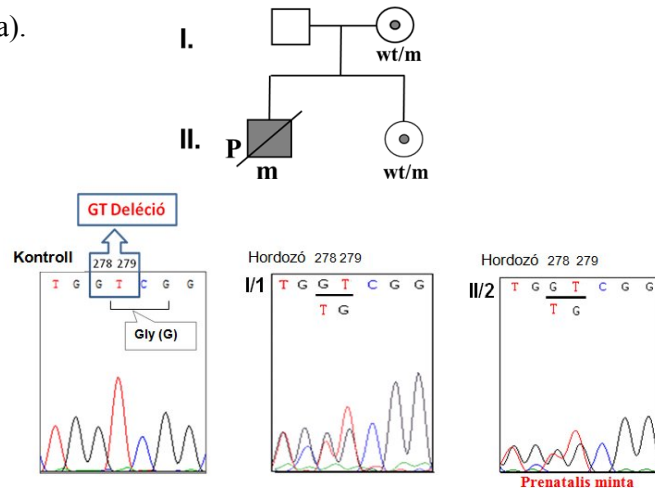 a).
I.
wt/m
II.
P
m
wt/m
GT Deléció
Kontroll
278 279
T G G T C G G
Gly (G)
Hordozó 278 279
I/1
T G G T C G G
T G
Hordozó 278 279
II/2
T G G T C G G
T G
Prenatalis minta